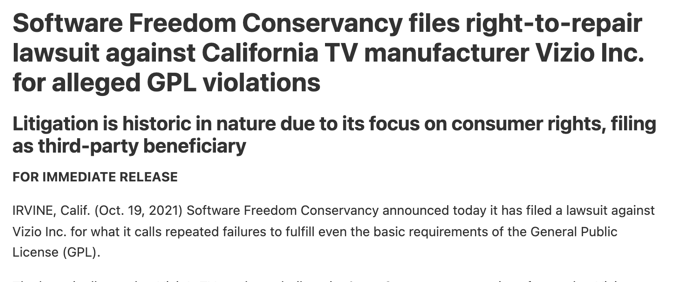 Software Freedom Conservancy files right-to-repair
lawsuit against California TV manufacturer Vizio Inc.
for alleged GPL violations
Litigation is historic in nature due to its focus on consumer rights, filing
as third-party beneficiary
FOR IMMEDIATE RELEASE
IRVINE, Calif. (Oct. 19, 2021) Software Freedom Conservancy announced today it has filed a lawsuit against
Vizio Inc. for what it calls repeated failures to fulfill even the basic requirements of the General Public
License (GPL).